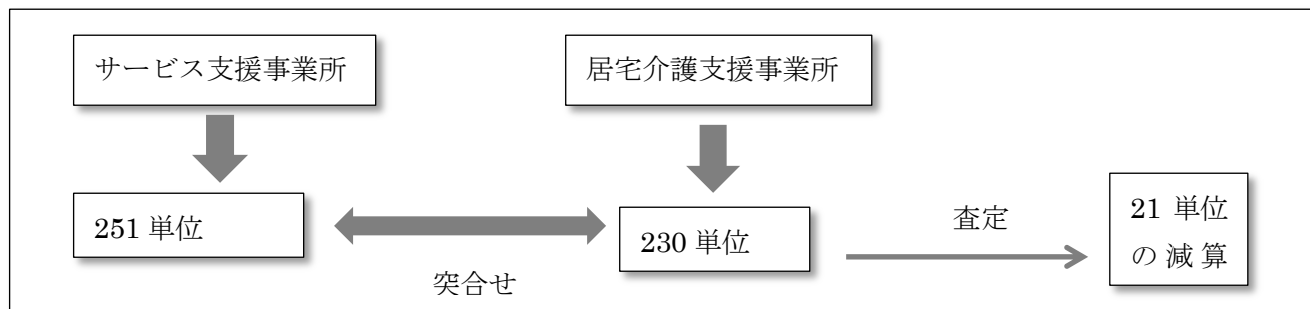 サービス支援事業所
居宅介護支援事業所
251 単位
突合せ
230 単位
査定
21 単位
の減算